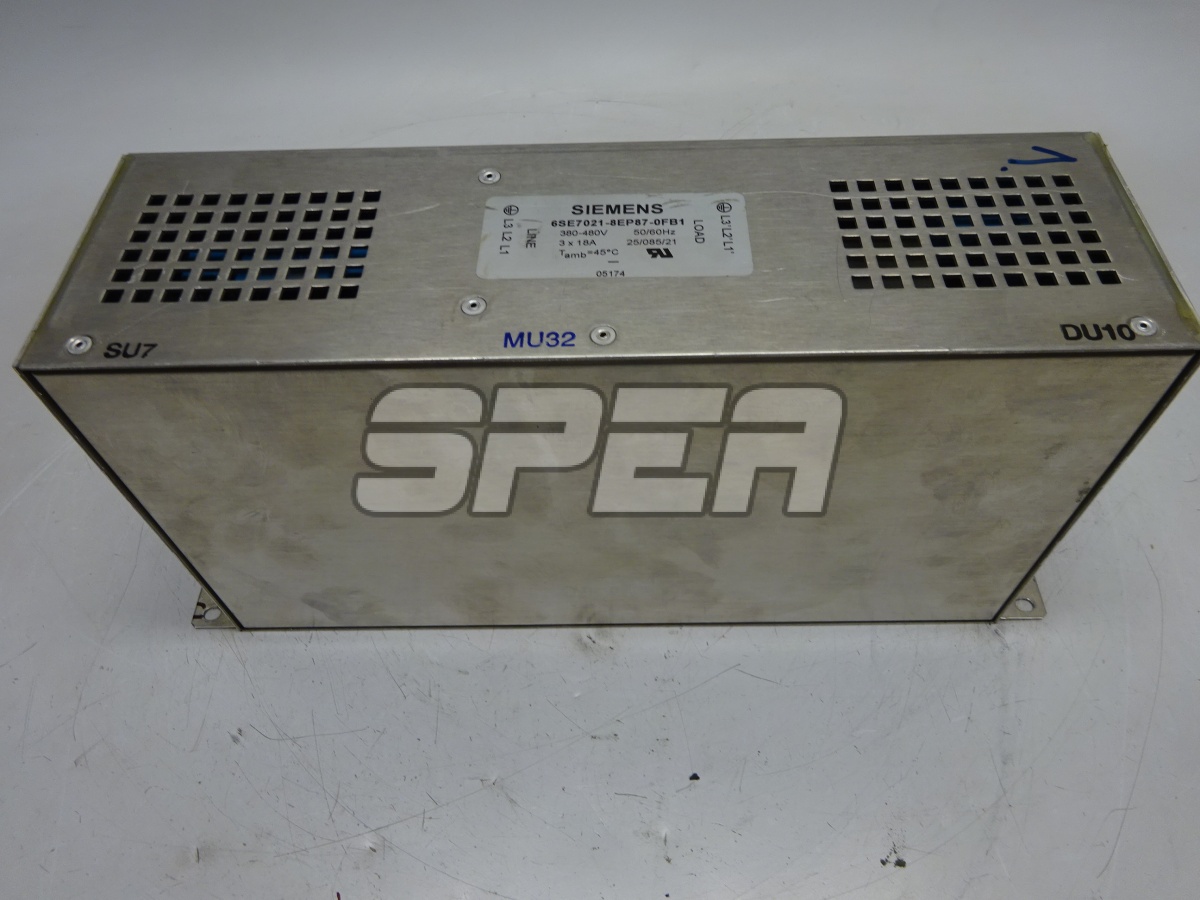 1.
SIEMENS
6SE7021-8EP87-0FB1
380-480V 50/60Hz
3 x 18A 25/085/21
Tamb=45°C
05174
LINE
L3 L2 L1
LOAD
L3'L2'L1'
SU7
MU32
DU10
SPEA